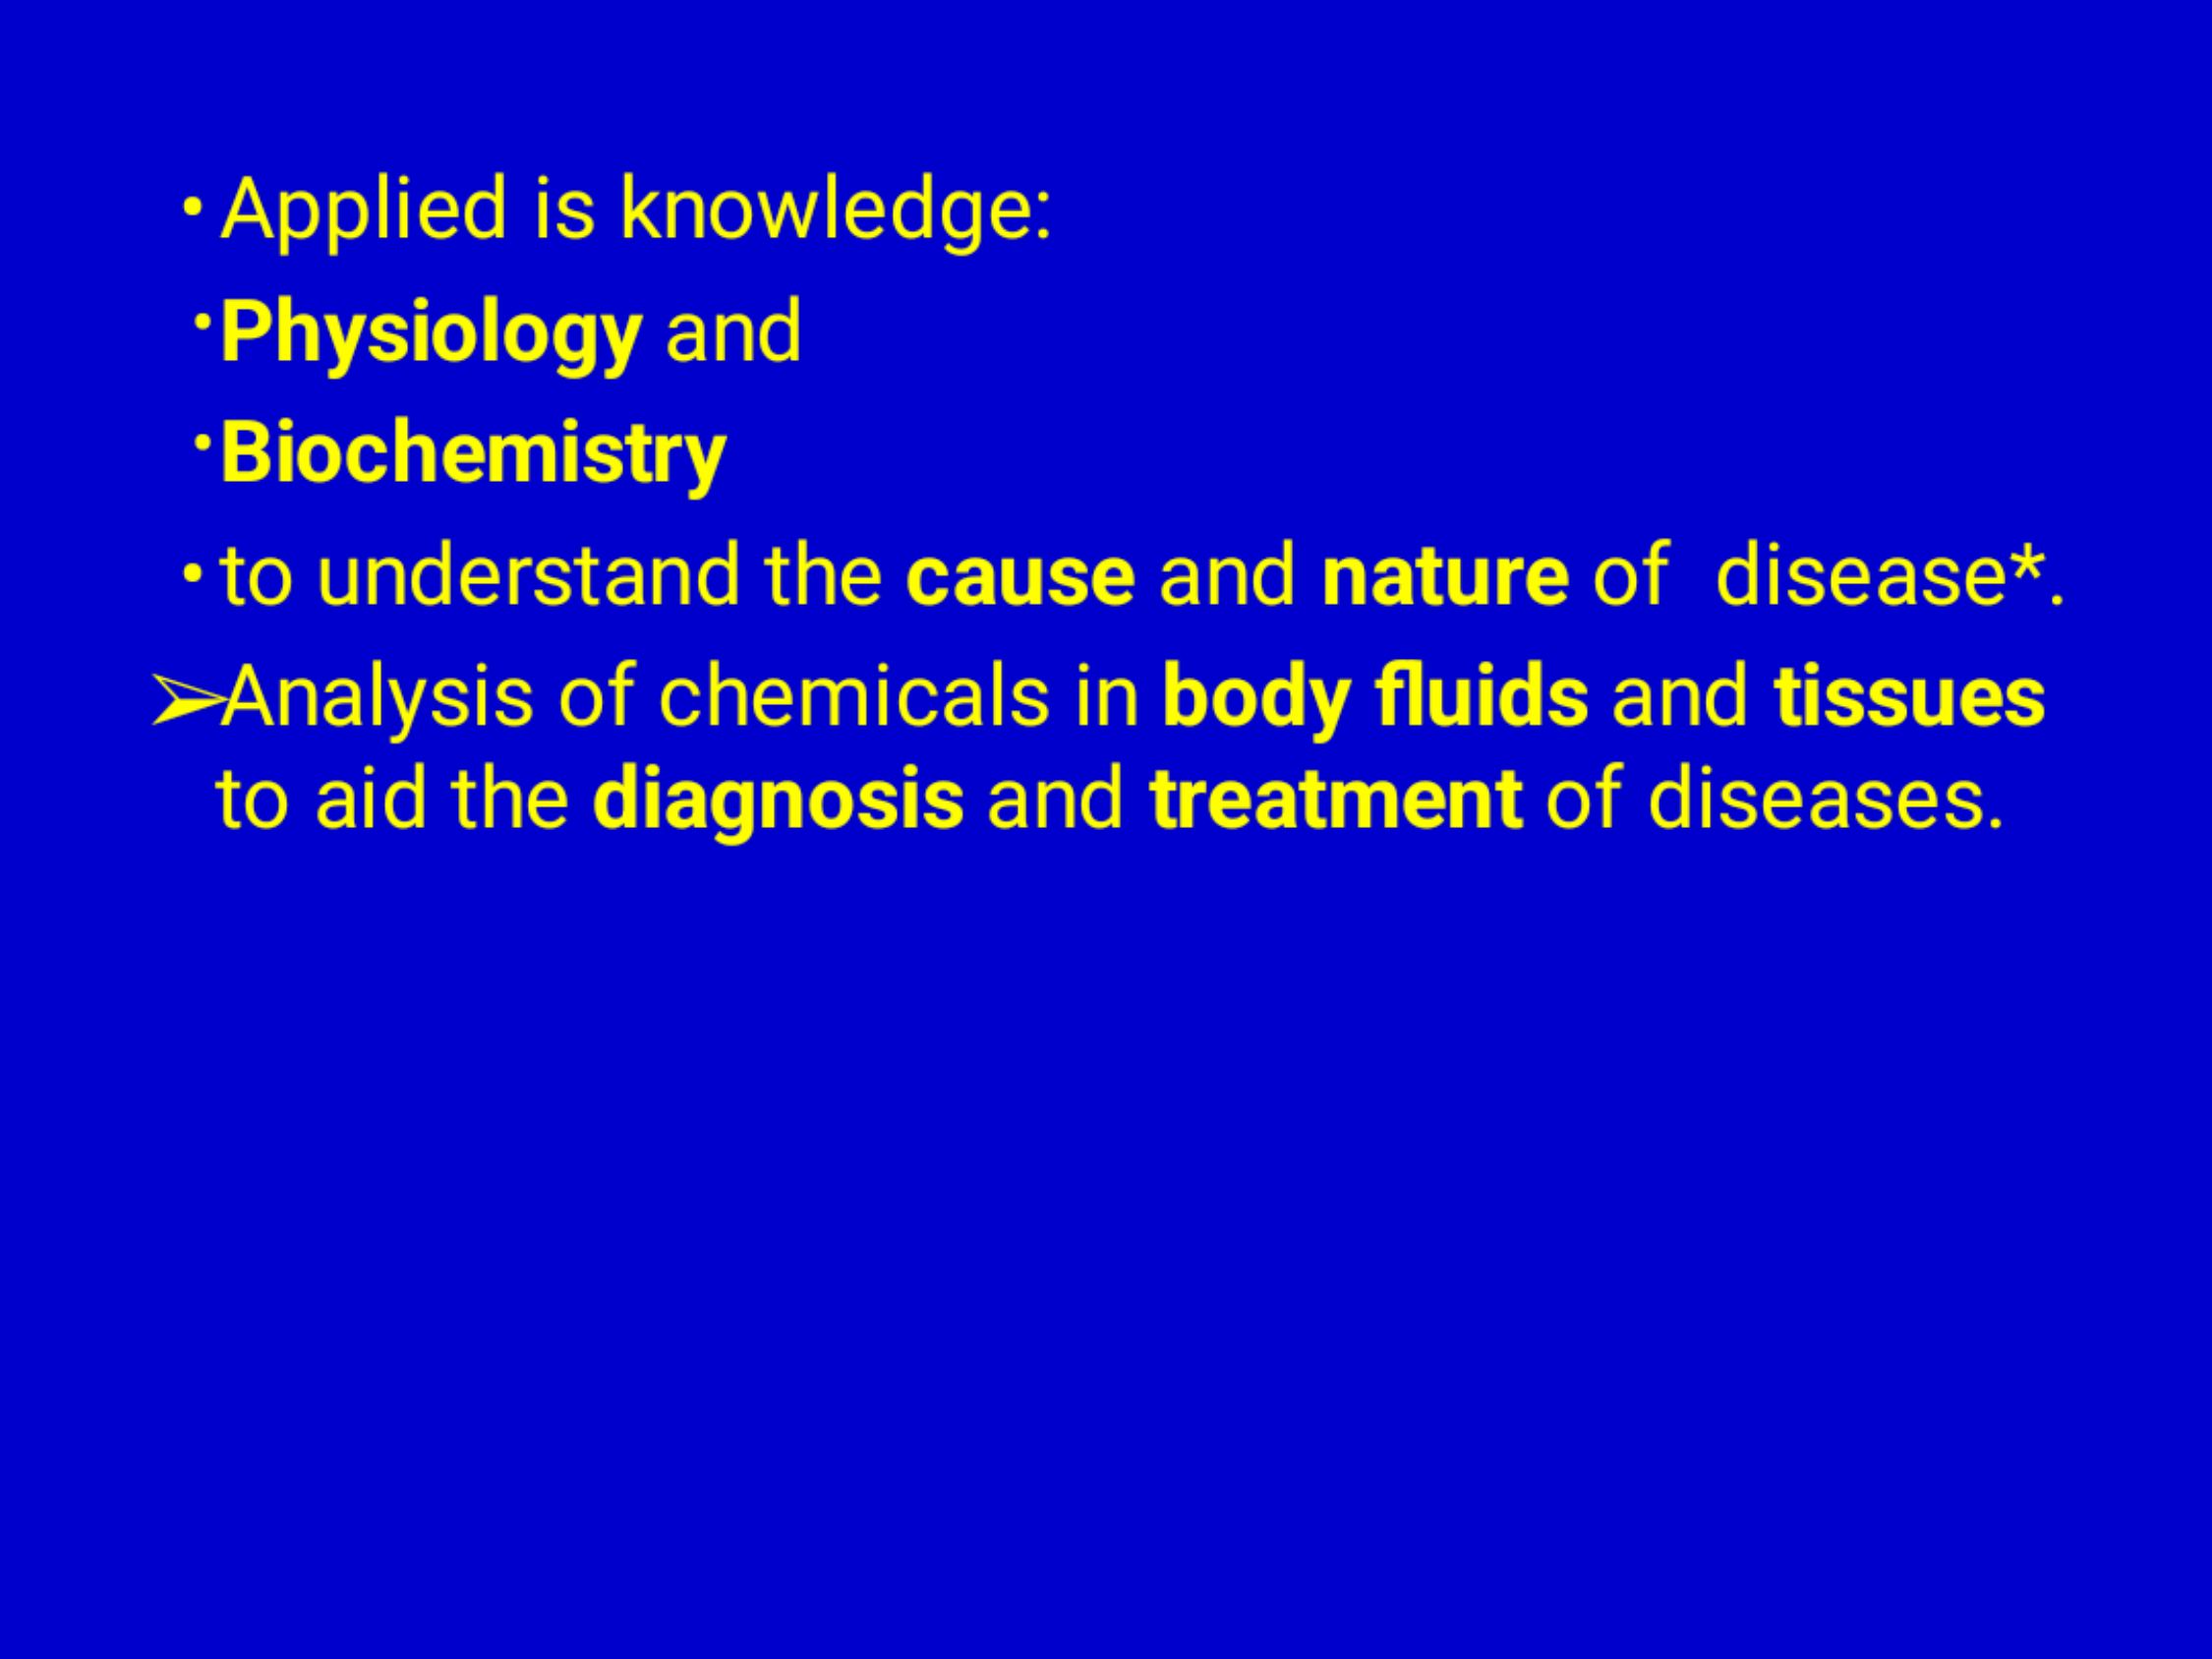 • Applied is knowledge:
• Physiology and
• Biochemistry
• to understand the cause and nature of  disease*.
➢Analysis of chemicals in body fluids and tissues
to aid the diagnosis and treatment of diseases.